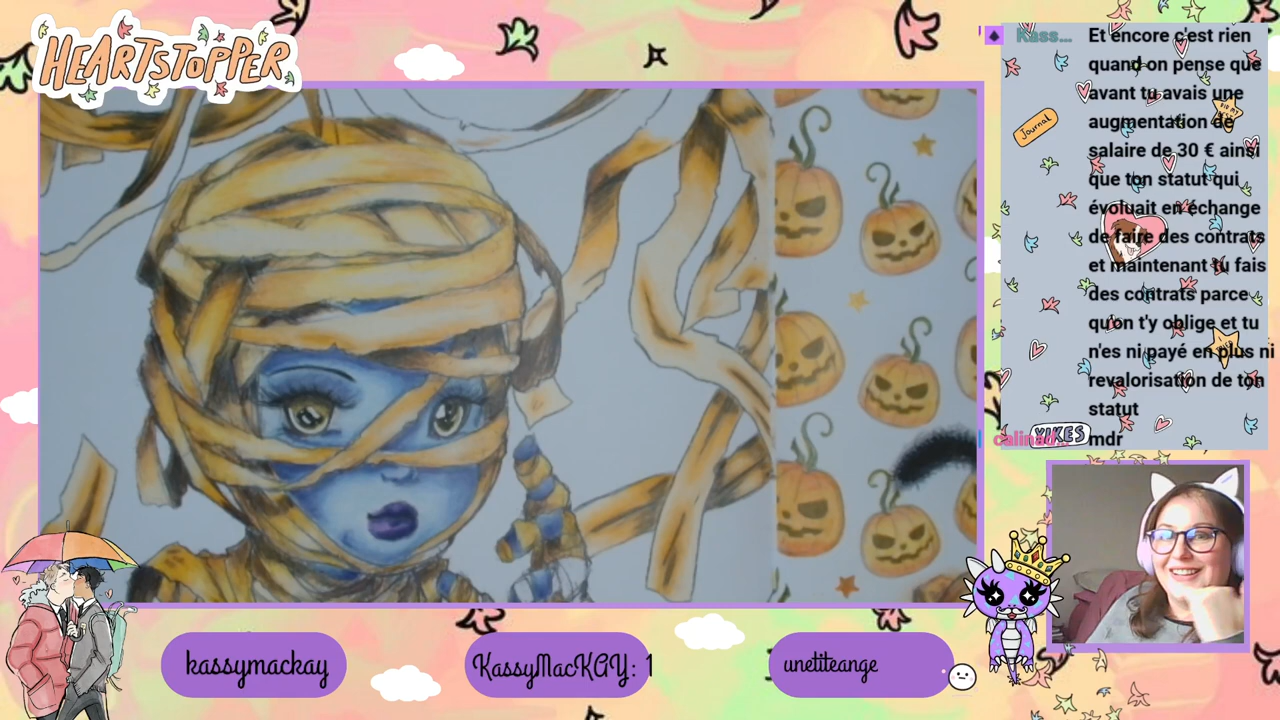 HEARTSTOPPER
Kass... Et encore c'est rien
quand on pense que
avant tu avais une
augmentation de
salaire de 30 € ainsi
que ton statut qui
évoluait en échange
de faire des contrats
et maintenant tu fais
des contrats parce
qu'on t'y oblige et tu
n'es ni payé en plus ni
revalorisation de ton
statut
calinad... mdr
Journal
YIKES
kassymackay
KassyMacKAY: 1
unetiteange